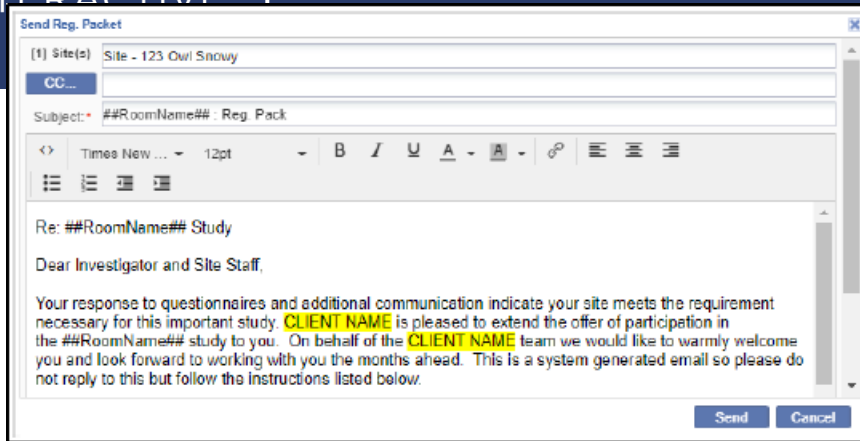 Send Reg. Packet
[1] Site(s) Site - 123 Owl Snowy
CC...
Subject:* ##RoomName## : Reg. Pack
<> Times New ... 12pt B I U A A
Re: ##RoomName## Study
Dear Investigator and Site Staff,
Your response to questionnaires and additional communication indicate your site meets the requirement
necessary for this important study. CLIENT NAME is pleased to extend the offer of participation in
the ##RoomName## study to you. On behalf of the CLIENT NAME team we would like to warmly welcome
you and look forward to working with you the months ahead. This is a system generated email so please do
not reply to this but follow the instructions listed below.
Send Cancel